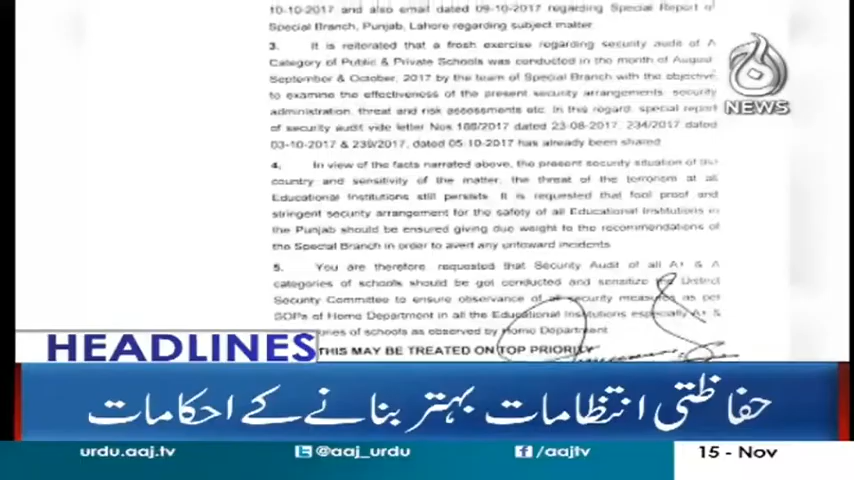 10-10-2017 and also email dated 09-10-2017 regarding Special Report of
Special Branch, Punjab, Lahore regarding subject matter.
3. It is reiterated that a fresh exercise regarding security audit of A
Category of Public & Private Schools was conducted in the month of August,
September & October, 2017 by the team of Special Branch with the objective
to examine the effectiveness of the present security arrangements, security
administration, threat and risk assessments etc. In this regard, special report
of security audit vide letter Nos.186/2017 dated 23-08-2017, 234/2017 dated
03-10-2017 & 239/2017, dated 05-10-2017 has already been shared.
4. In view of the facts narrated above, the present security situation of the
country and sensitivity of the matter, the threat of the terrorism at all
Educational Institutions still persists. It is requested that fool proof and
stringent security arrangement for the safety of all Educational Institutions in
the Punjab should be ensured giving due weight to the recommendations of
the Special Branch in order to avert any untoward incidents.
5. You are therefore, requested that Security Audit of all A+ & A
categories of schools should be got conducted and sensitize the District
Security Committee to ensure observance of all security measures as per
SOPs of Home Department in all the Educational Institutions especially A+ &
ries of schools as observed by Home Department.
THIS MAY BE TREATED ON TOP PRIORITY
NEWS
HEADLINES
حفاظتی انتظامات بہتر بنانے کے احکامات
urdu.aaj.tv
@aaj_urdu
/aajtv
15 - Nov